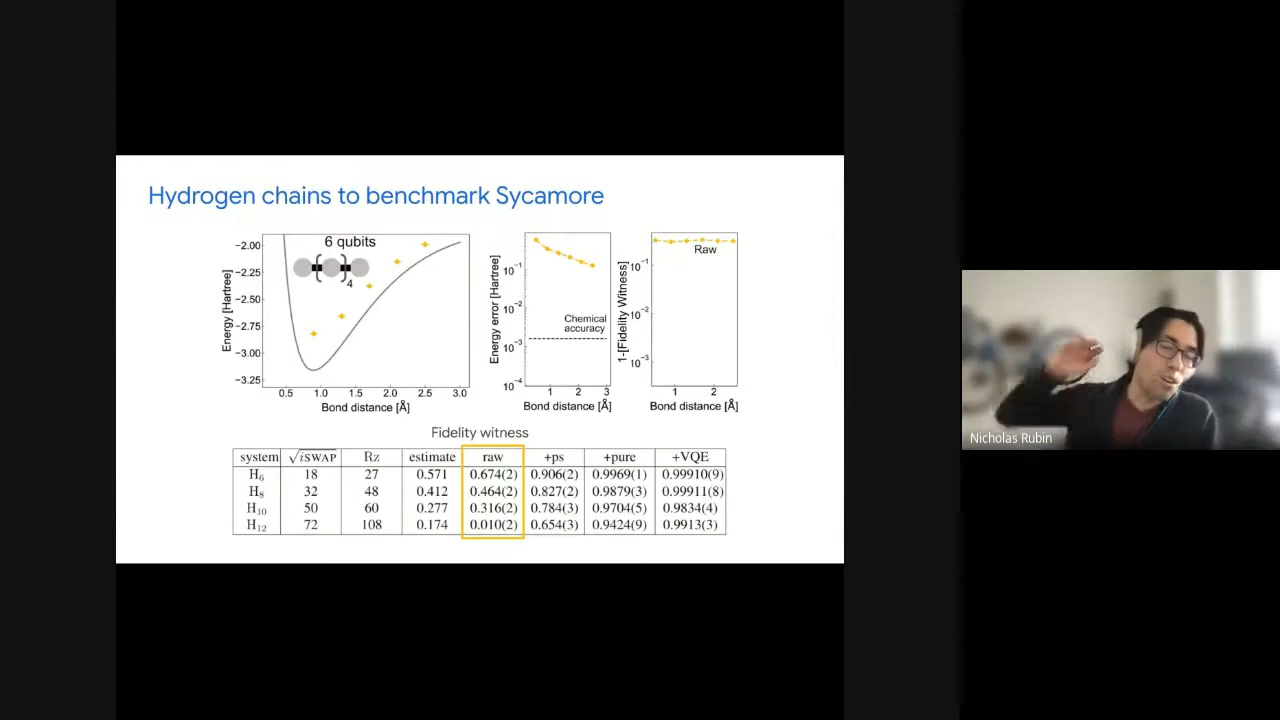 Hydrogen chains to benchmark Sycamore
6 qubits
4
−2.00
−2.25
−2.50
−2.75
−3.00
−3.25
Energy [Hartree]
0.5 1.0 1.5 2.0 2.5 3.0
Bond distance [Å]
10⁻¹
10⁻²
10⁻³
10⁻⁴
Energy error [Hartree]
Chemical
accuracy
1 2 3
Bond distance [Å]
Raw
10⁻¹
10⁻²
10⁻³
1-[Fidelity Witness]
1 2
Bond distance [Å]
Fidelity witness
system √iSWAP Rz estimate raw +ps +pure +VQE
H₆ 18 27 0.571 0.674(2) 0.906(2) 0.9969(1) 0.99910(9)
H₈ 32 48 0.412 0.464(2) 0.827(2) 0.9879(3) 0.99911(8)
H₁₀ 50 60 0.277 0.316(2) 0.784(3) 0.9704(5) 0.9834(4)
H₁₂ 72 108 0.174 0.010(2) 0.654(3) 0.9424(9) 0.9913(3)
Nicholas Rubin